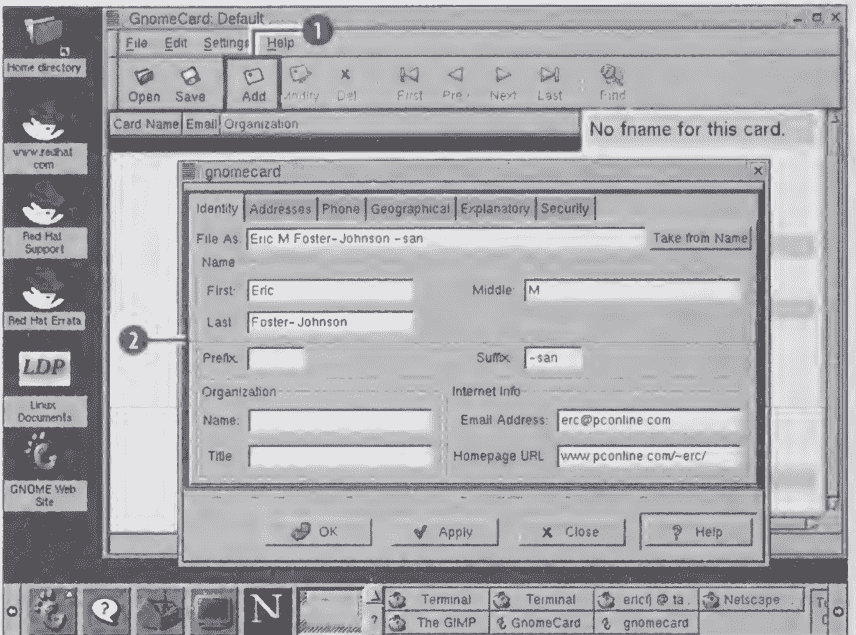 GnomeCard: Default
1
File Edit Settings Help
Home directory
Open Save Add Modify Del First Prev Next Last Find
Card Name Email Organization
No fname for this card.
www.redhat.com
gnomecard
Identity Addresses Phone Geographical Explanatory Security
File As: Eric M Foster-Johnson -san Take from Name
Name
First: Eric Middle: M
Last Foster-Johnson
Red Hat
Support
Red Hat Errata
2
Prefix: Suffix: -san
LDP
Linux
Documents
Organization Internet Info
Name: Email Address: erc@pconline.com
Title Homepage URL www.pconline.com/~erc/
GNOME Web
Site
OK Apply Close Help
N
Terminal Terminal ericfj @ ta.. Netscape
The GIMP GnomeCard gnomecard